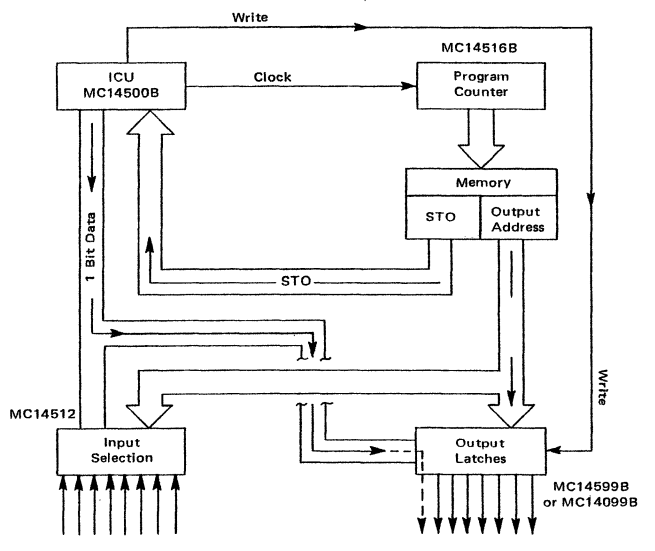 Write
MC14516B
ICU
MC14500B
Clock
Program
Counter
Memory
STO
Output
Address
1 Bit Data
STO
Write
MC14512
Input
Selection
Output
Latches
MC14599B
or MC14099B